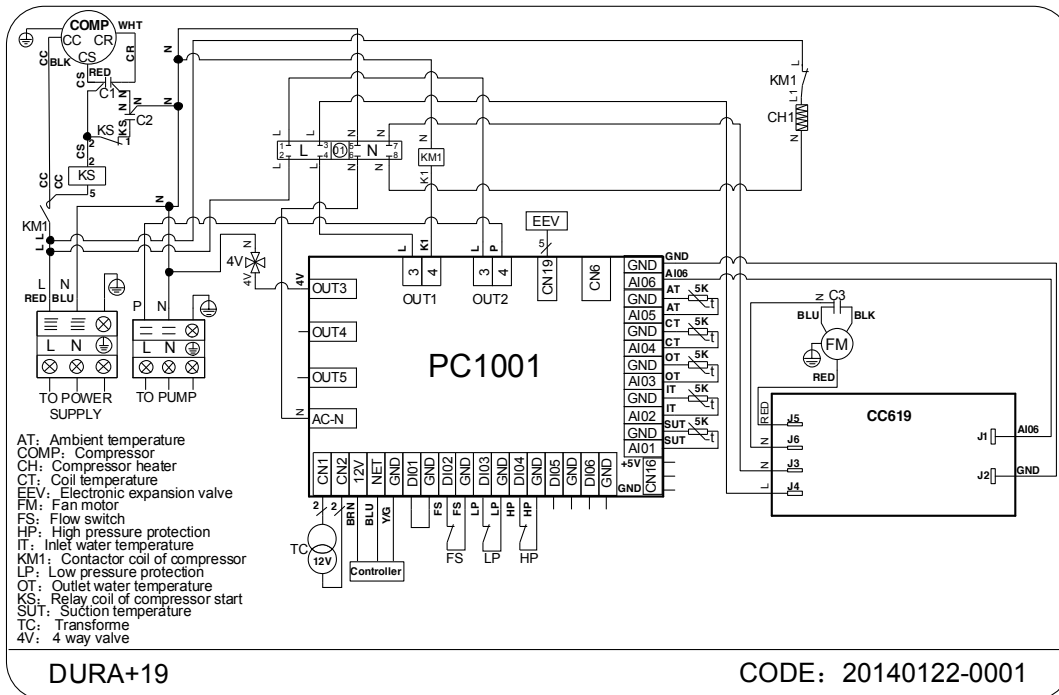 COMP
WHT
CC CR
CS
CC
BLK
CR
RED
CS
C1
N
N
N
C2
N
KS
KS
2
1
CS
2
KS
5
CC
CC
KM1
L
L
N
N
L N
RED BLU
L N
TO POWER
SUPPLY
P N
L N
TO PUMP
L
L
N
N
1
3
5
7
L
01
N
2
4
6
8
L
L
N
N
N
KM1
K1
L
KM1
L1
CH1
N
N
4V
4V
4V
L
K1
L
P
3 4
OUT1
3 4
OUT2
EEV
5
CN19
CN6
OUT3
OUT4
OUT5
N
AC-N
PC1001
GND
AI06
GND
AI05
GND
AI04
GND
AI03
GND
AI02
GND
AI01
+5V
GND
CN16
GND
AI06
AT
5K
t
AT
CT
5K
t
CT
OT
5K
t
OT
IT
5K
t
IT
SUT
5K
t
SUT
CN1 CN2 12V NET GND DI01 GND DI02 GND DI03 GND DI04 GND DI05 GND DI06 GND
2
2
BRN
BLU
Y/G
FS
FS
LP
LP
HP
HP
TC
12V
Controller
FS
LP
HP
N
C3
BLU
BLK
FM
RED
RED
N
N
L
J5
J6
J3
J4
CC619
J1
J2
AI06
GND
AT: Ambient temperature
COMP: Compressor
CH: Compressor heater
CT: Coil temperature
EEV: Electronic expansion valve
FM: Fan motor
FS: Flow switch
HP: High pressure protection
IT: Inlet water temperature
KM1: Contactor coil of compressor
LP: Low pressure protection
OT: Outlet water temperature
KS: Relay coil of compressor start
SUT: Suction temperature
TC: Transforme
4V: 4 way valve
DURA+19
CODE: 20140122-0001